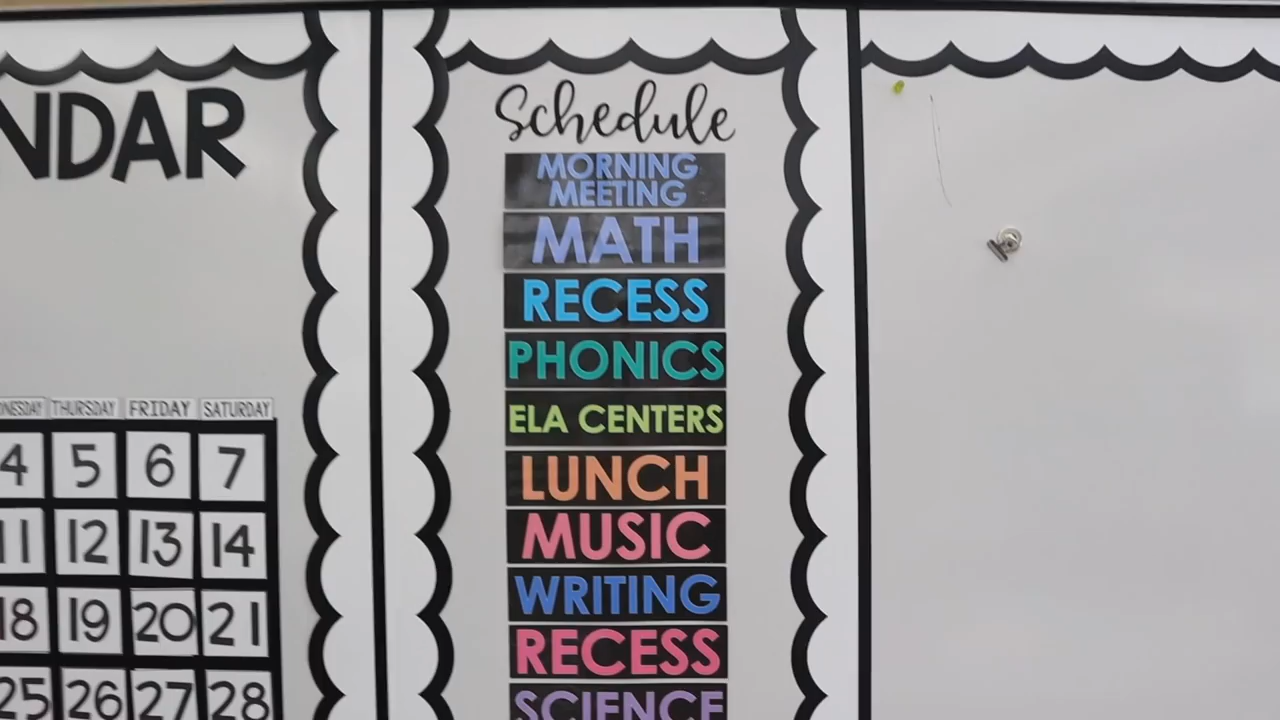 NDAR
THURSDAY FRIDAY SATURDAY
4 5 6 7
11 12 13 14
18 19 20 21
25 26 27 28
Schedule
MORNING
MEETING
MATH
RECESS
PHONICS
ELA CENTERS
LUNCH
MUSIC
WRITING
RECESS
SCIENCE